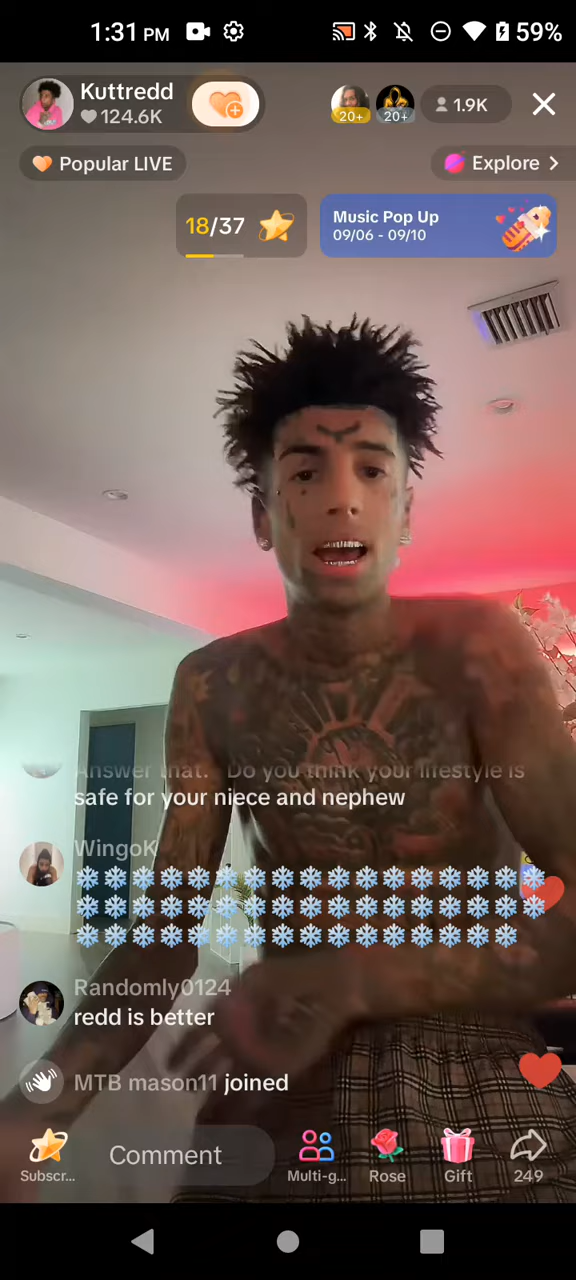 1:31 PM
59%
Kuttredd
124.6K
20+
20+
1.9K
Popular LIVE
Explore >
18/37
Music Pop Up
09/06 - 09/10
Answer that. Do you think your lifestyle is
safe for your niece and nephew
WingoK
Randomly0124
redd is better
MTB mason11 joined
Subscr...
Comment
Multi-g...
Rose
Gift
249